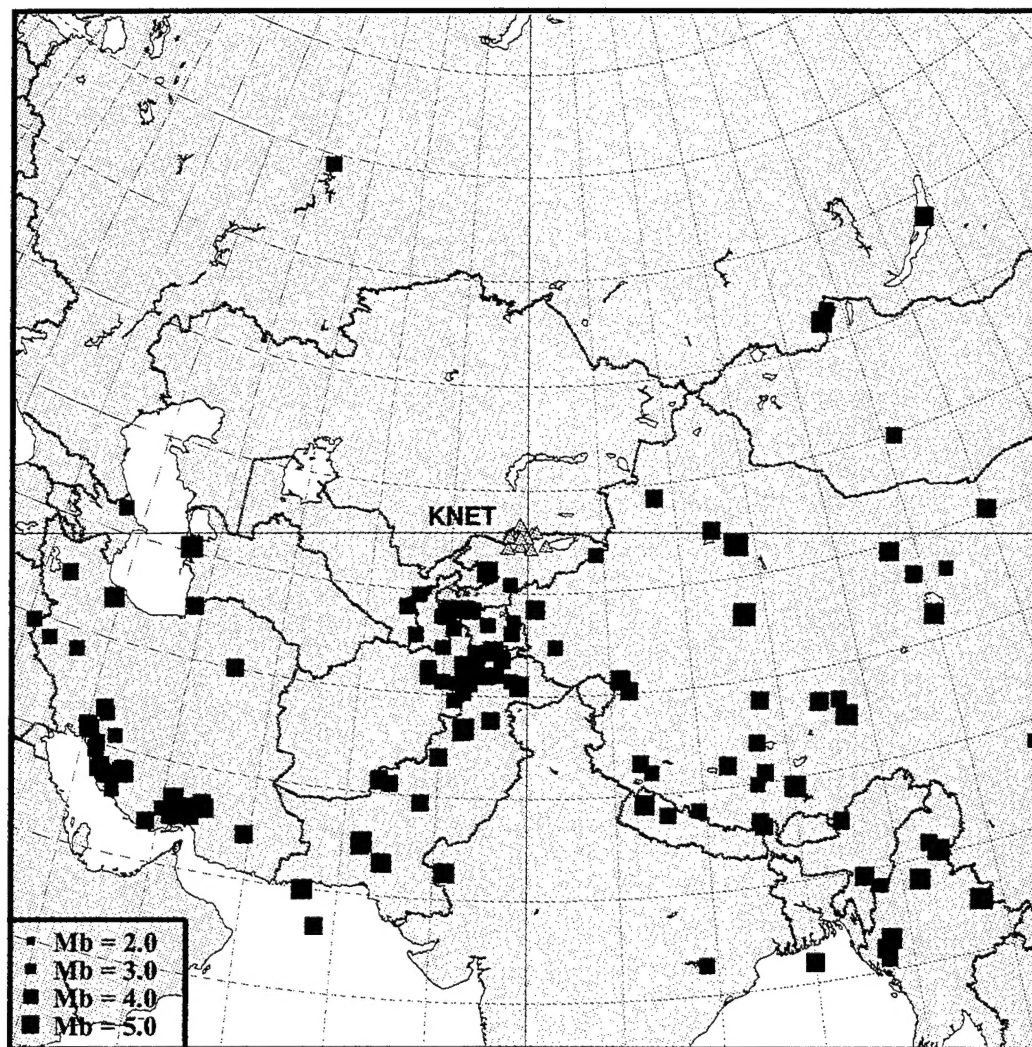 KNET
Mb = 2.0
Mb = 3.0
Mb = 4.0
Mb = 5.0